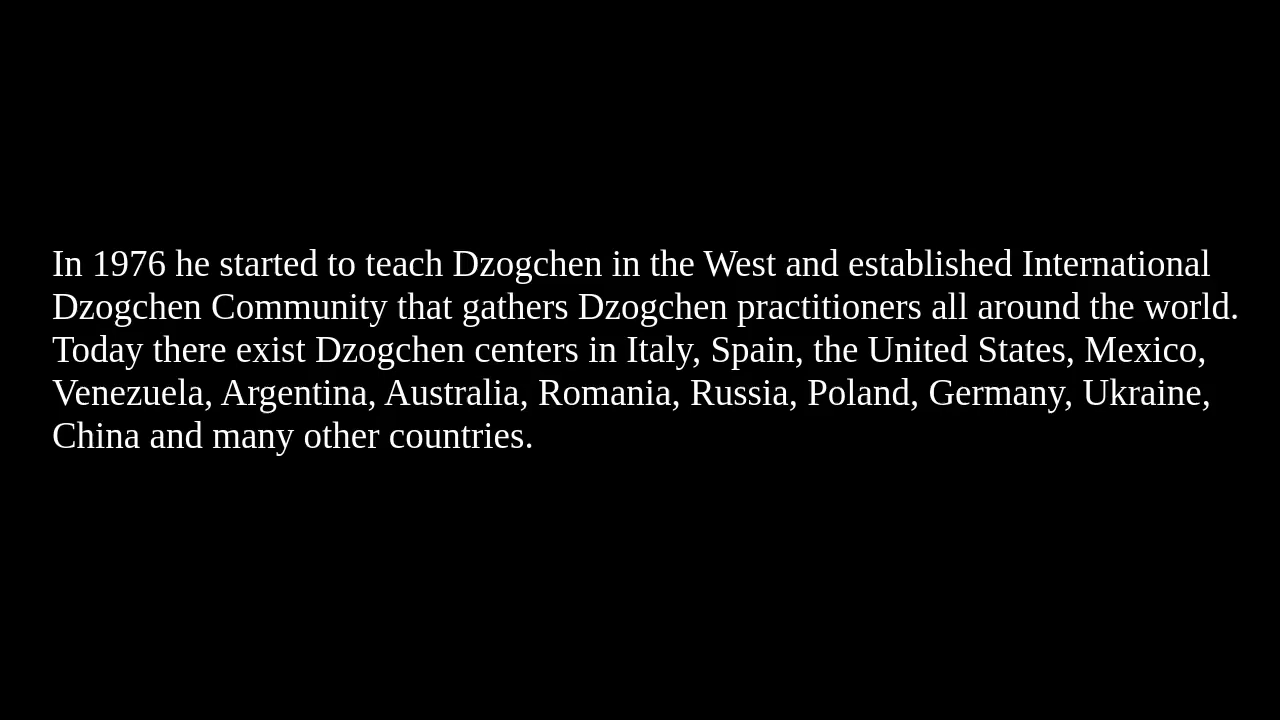 In 1976 he started to teach Dzogchen in the West and established International
Dzogchen Community that gathers Dzogchen practitioners all around the world.
Today there exist Dzogchen centers in Italy, Spain, the United States, Mexico,
Venezuela, Argentina, Australia, Romania, Russia, Poland, Germany, Ukraine,
China and many other countries.